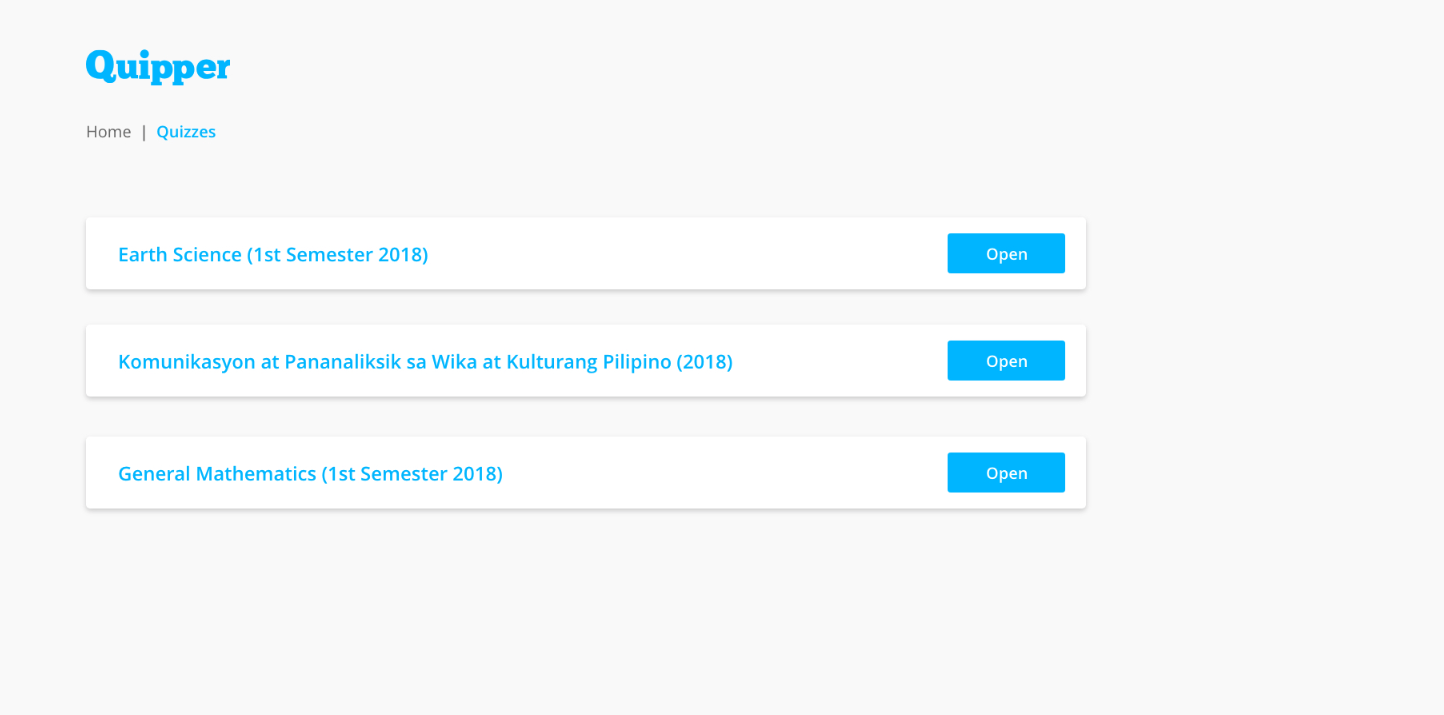 Quipper
Home | Quizzes
Earth Science (1st Semester 2018)
Open
Komunikasyon at Pananaliksik sa Wika at Kulturang Pilipino (2018)
Open
General Mathematics (1st Semester 2018)
Open